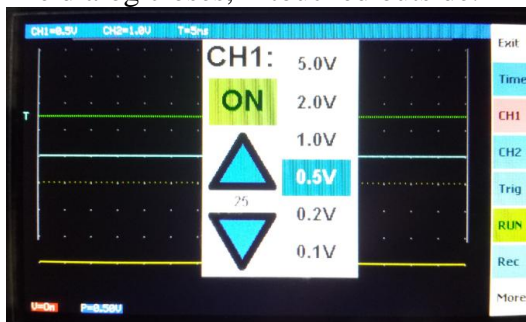 CH1=0.5V CH2=1.0V T=5ns
CH1:
ON
25
5.0V
2.0V
1.0V
0.5V
0.2V
0.1V
T
Exit
Time
CH1
CH2
Trig
RUN
Rec
More
U=On P=0.50V